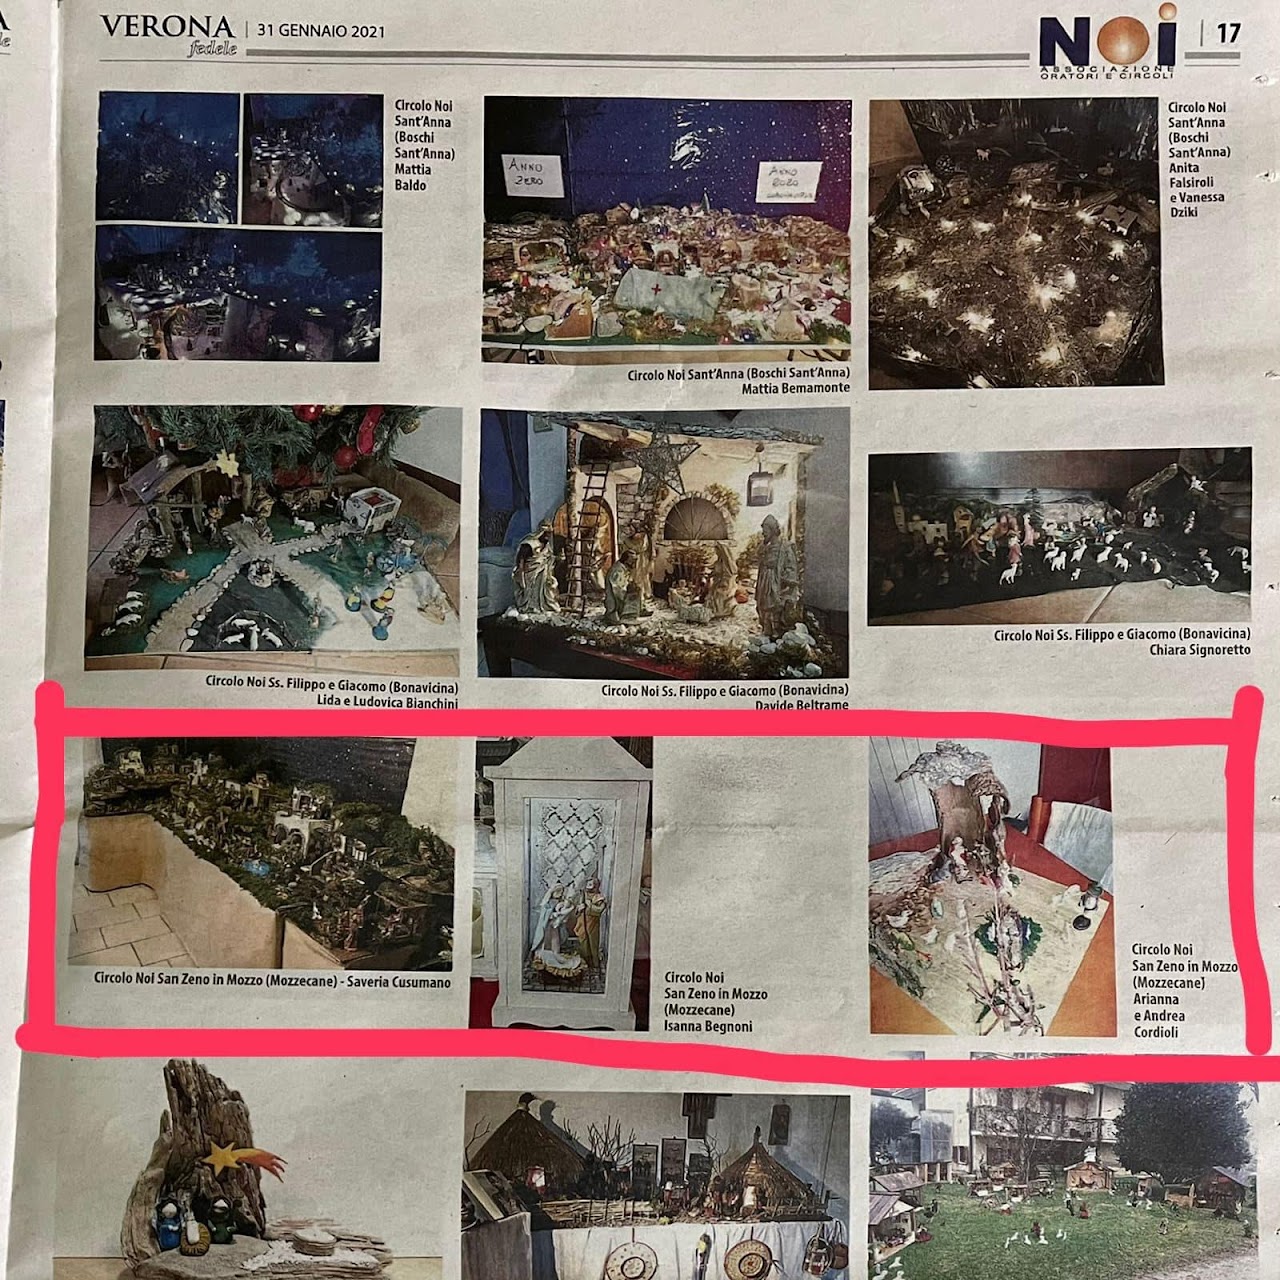 VERONA
fedele
31 GENNAIO 2021
NOI
ASSOCIAZIONE
ORATORI E CIRCOLI
17
Circolo Noi
Sant'Anna
(Boschi
Sant'Anna)
Mattia
Baldo
ANNO
ZERO
ANNO
2020
Circolo Noi Sant'Anna (Boschi Sant'Anna)
Mattia Bemamonte
Circolo Noi
Sant'Anna
(Boschi
Sant'Anna)
Anita
Falsiroli
e Vanessa
Dziki
Circolo Noi Ss. Filippo e Giacomo (Bonavicina)
Lida e Ludovica Bianchini
Circolo Noi Ss. Filippo e Giacomo (Bonavicina)
Davide Beltrame
Circolo Noi Ss. Filippo e Giacomo (Bonavicina)
Chiara Signoretto
Circolo Noi San Zeno in Mozzo (Mozzecane) - Saveria Cusumano
Circolo Noi
San Zeno in Mozzo
(Mozzecane)
Isanna Begnoni
Circolo Noi
San Zeno in Mozzo
(Mozzecane)
Arianna
e Andrea
Cordioli